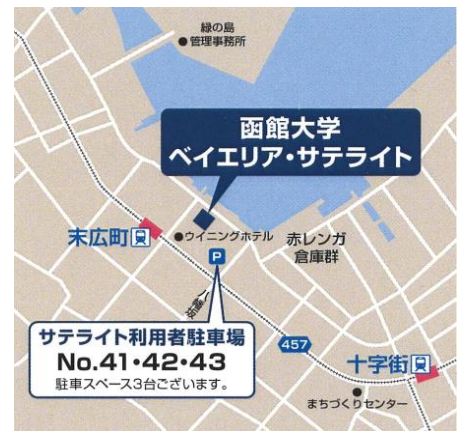 緑の島
管理事務所
函館大学
ベイエリア・サテライト
末広町
ウイニングホテル
赤レンガ
倉庫群
P
八幡坂
サテライト利用者駐車場
No.41・42・43
駐車スペース3台ございます。
457
十字街
まちづくりセンター